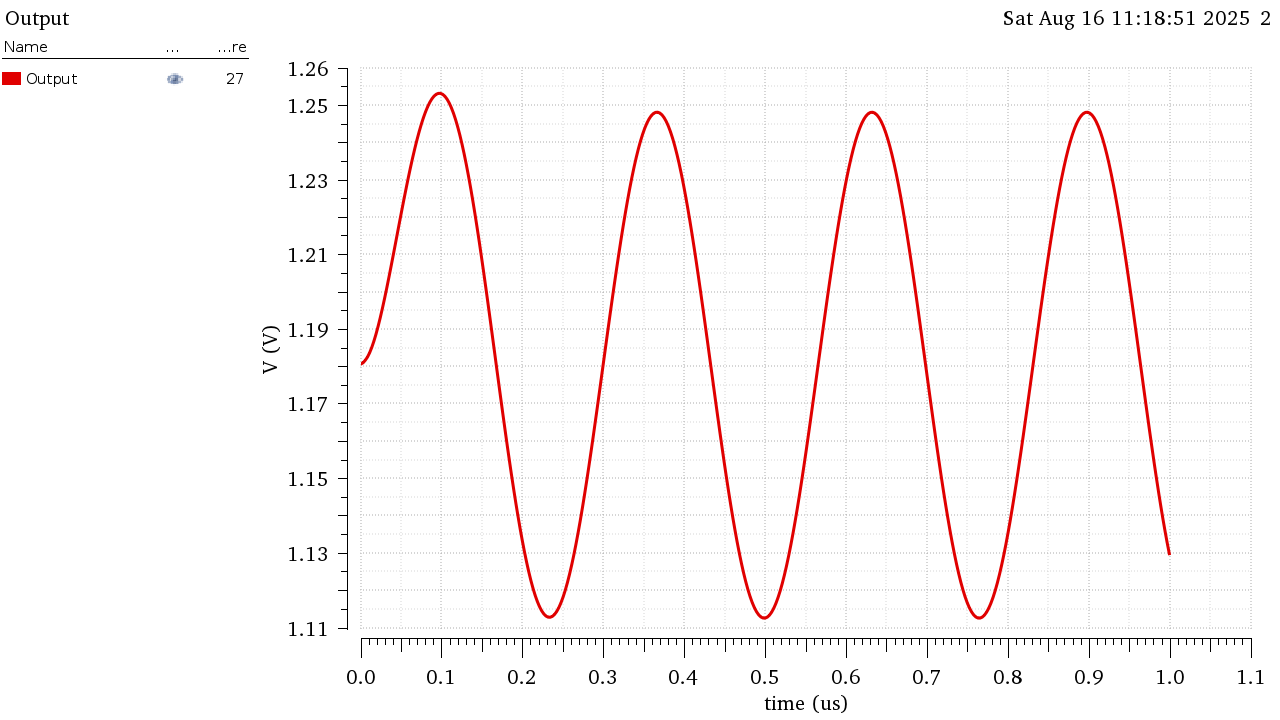 Output
Sat Aug 16 11:18:51 2025 2
Name ... ...re
Output 27
1.26
1.25
1.23
1.21
1.19
1.17
1.15
1.13
1.11
V (V)
0.0 0.1 0.2 0.3 0.4 0.5 0.6 0.7 0.8 0.9 1.0 1.1
time (us)